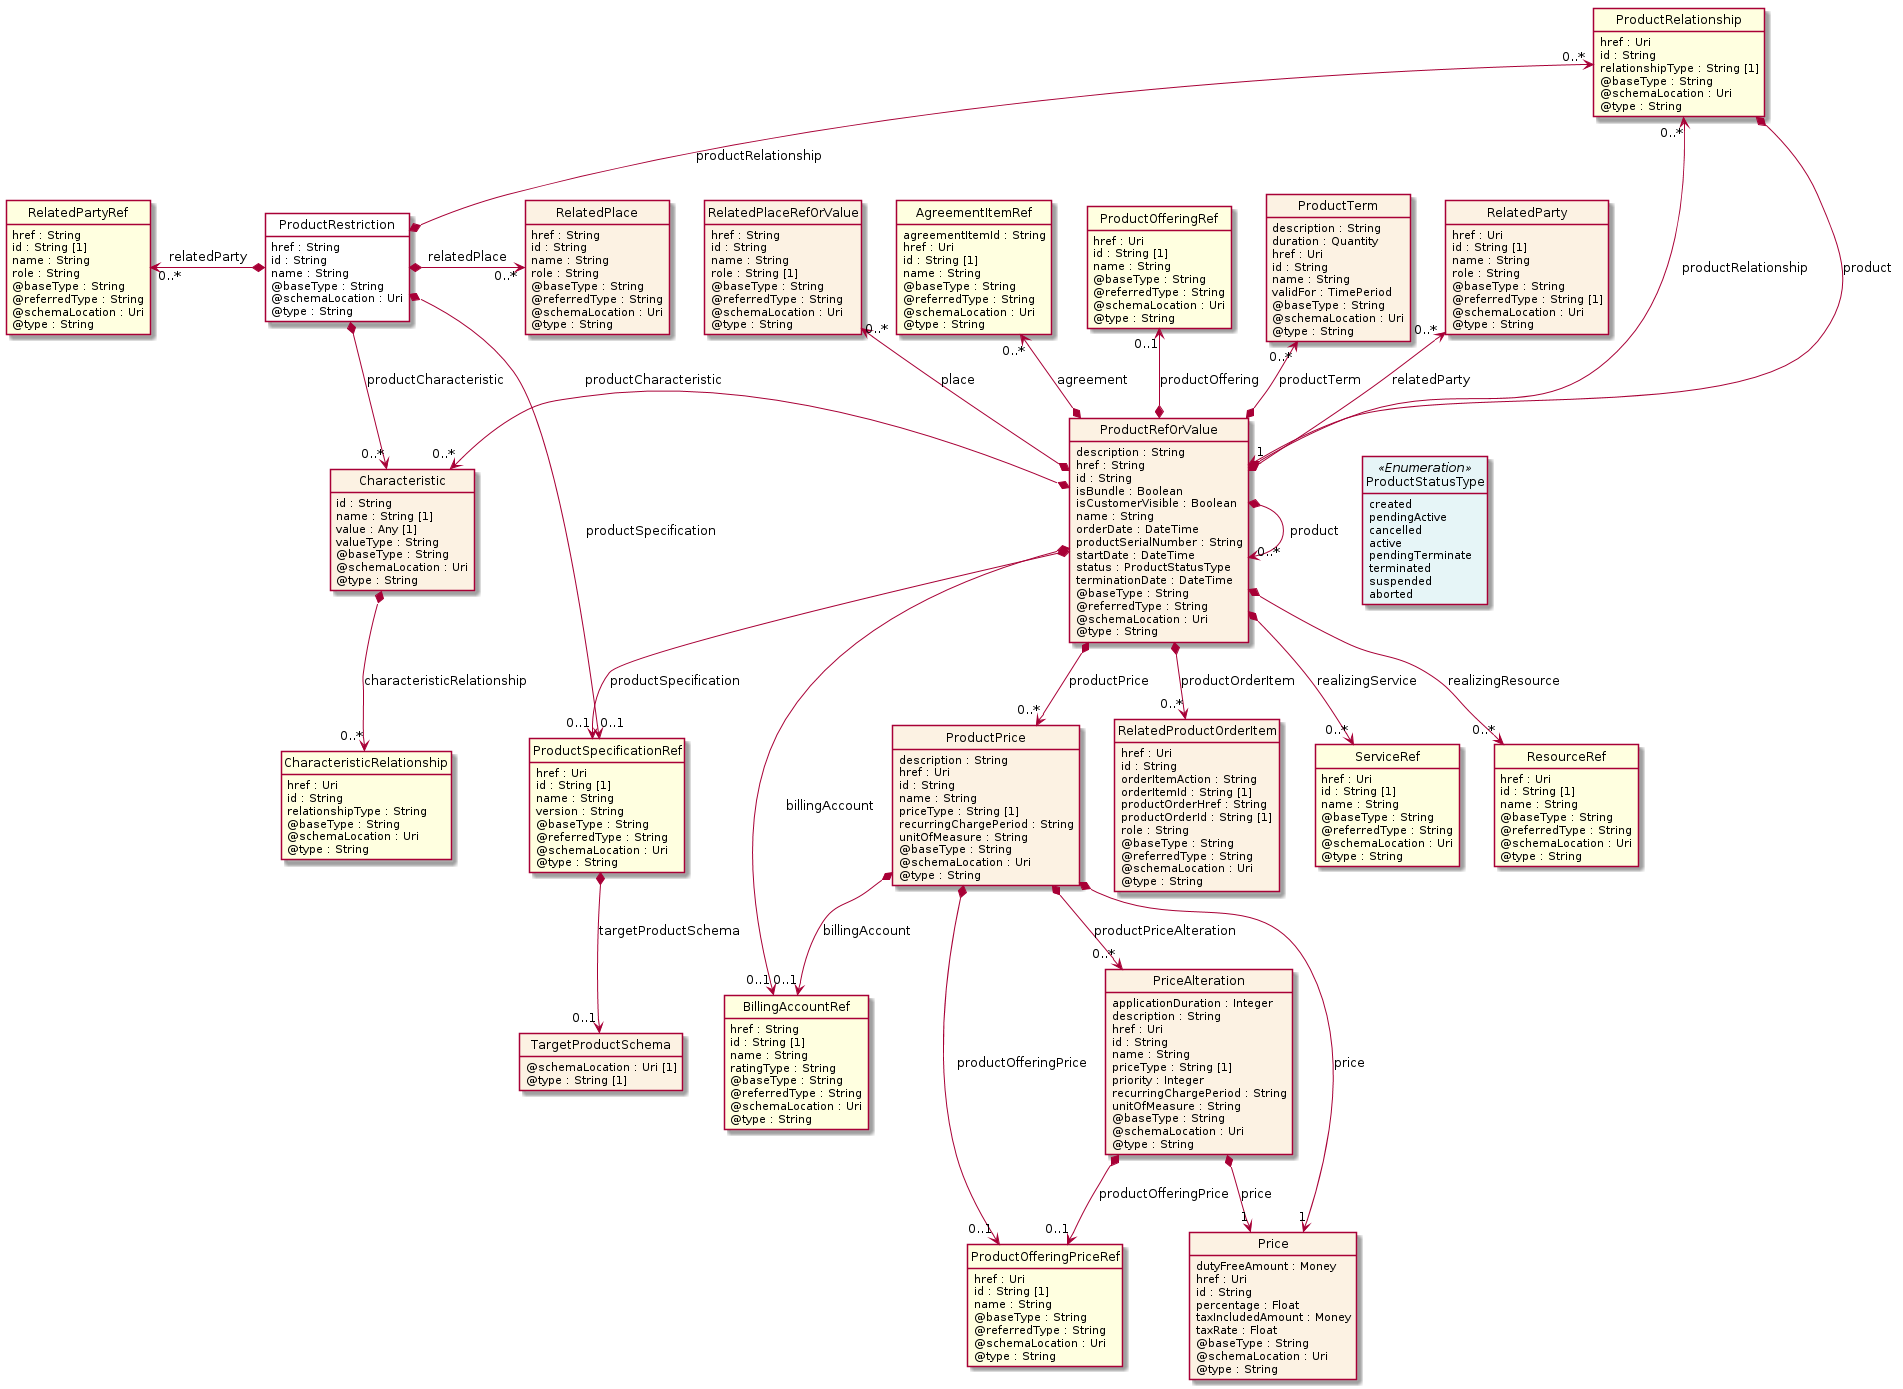 ProductRelationship
href : Uri
id : String
relationshipType : String [1]
@baseType : String
@schemaLocation : Uri
@type : String
0..*
productRelationship
0..*
RelatedPartyRef
href : String
id : String [1]
name : String
role : String
@baseType : String
@referredType : String
@schemaLocation : Uri
@type : String
relatedParty
0..*
ProductRestriction
href : String
id : String
name : String
@baseType : String
@schemaLocation : Uri
@type : String
relatedPlace
0..*
RelatedPlace
href : String
id : String
name : String
role : String
@baseType : String
@referredType : String
@schemaLocation : Uri
@type : String
RelatedPlaceRefOrValue
href : String
id : String
name : String
role : String [1]
@baseType : String
@referredType : String
@schemaLocation : Uri
@type : String
0..*
AgreementItemRef
agreementItemId : String
href : Uri
id : String [1]
name : String
@baseType : String
@referredType : String
@schemaLocation : Uri
@type : String
0..*
ProductOfferingRef
href : Uri
id : String [1]
name : String
@baseType : String
@referredType : String
@schemaLocation : Uri
@type : String
0..1
ProductTerm
description : String
duration : Quantity
href : Uri
id : String
name : String
validFor : TimePeriod
@baseType : String
@schemaLocation : Uri
@type : String
0..*
RelatedParty
href : Uri
id : String [1]
name : String
role : String
@baseType : String
@referredType : String [1]
@schemaLocation : Uri
@type : String
0..*
productRelationship
product
productCharacteristic
productCharacteristic
place
agreement
productOffering
productTerm
relatedParty
0..*
0..*
1
Characteristic
id : String
name : String [1]
value : Any [1]
valueType : String
@baseType : String
@schemaLocation : Uri
@type : String
productSpecification
ProductRefOrValue
description : String
href : String
id : String
isBundle : Boolean
isCustomerVisible : Boolean
name : String
orderDate : DateTime
productSerialNumber : String
startDate : DateTime
status : ProductStatusType
terminationDate : DateTime
@baseType : String
@referredType : String
@schemaLocation : Uri
@type : String
product
0..*
«Enumeration»
ProductStatusType
created
pendingActive
cancelled
active
pendingTerminate
terminated
suspended
aborted
characteristicRelationship
productSpecification
productPrice
productOrderItem
realizingService
realizingResource
0..*
0..1
0..1
0..*
0..*
0..*
0..*
CharacteristicRelationship
href : Uri
id : String
relationshipType : String
@baseType : String
@schemaLocation : Uri
@type : String
ProductSpecificationRef
href : Uri
id : String [1]
name : String
version : String
@baseType : String
@referredType : String
@schemaLocation : Uri
@type : String
billingAccount
ProductPrice
description : String
href : Uri
id : String
name : String
priceType : String [1]
recurringChargePeriod : String
unitOfMeasure : String
@baseType : String
@schemaLocation : Uri
@type : String
RelatedProductOrderItem
href : Uri
id : String
orderItemAction : String
orderItemId : String [1]
productOrderHref : String
productOrderId : String [1]
role : String
@baseType : String
@referredType : String
@schemaLocation : Uri
@type : String
ServiceRef
href : Uri
id : String [1]
name : String
@baseType : String
@referredType : String
@schemaLocation : Uri
@type : String
ResourceRef
href : Uri
id : String [1]
name : String
@baseType : String
@referredType : String
@schemaLocation : Uri
@type : String
targetProductSchema
billingAccount
productPriceAlteration
0..1
0..1
0..1
0..*
TargetProductSchema
@schemaLocation : Uri [1]
@type : String [1]
BillingAccountRef
href : String
id : String [1]
name : String
ratingType : String
@baseType : String
@referredType : String
@schemaLocation : Uri
@type : String
productOfferingPrice
PriceAlteration
applicationDuration : Integer
description : String
href : Uri
id : String
name : String
priceType : String [1]
priority : Integer
recurringChargePeriod : String
unitOfMeasure : String
@baseType : String
@schemaLocation : Uri
@type : String
price
productOfferingPrice
price
0..1
0..1
1
1
ProductOfferingPriceRef
href : Uri
id : String [1]
name : String
@baseType : String
@referredType : String
@schemaLocation : Uri
@type : String
Price
dutyFreeAmount : Money
href : Uri
id : String
percentage : Float
taxIncludedAmount : Money
taxRate : Float
@baseType : String
@schemaLocation : Uri
@type : String